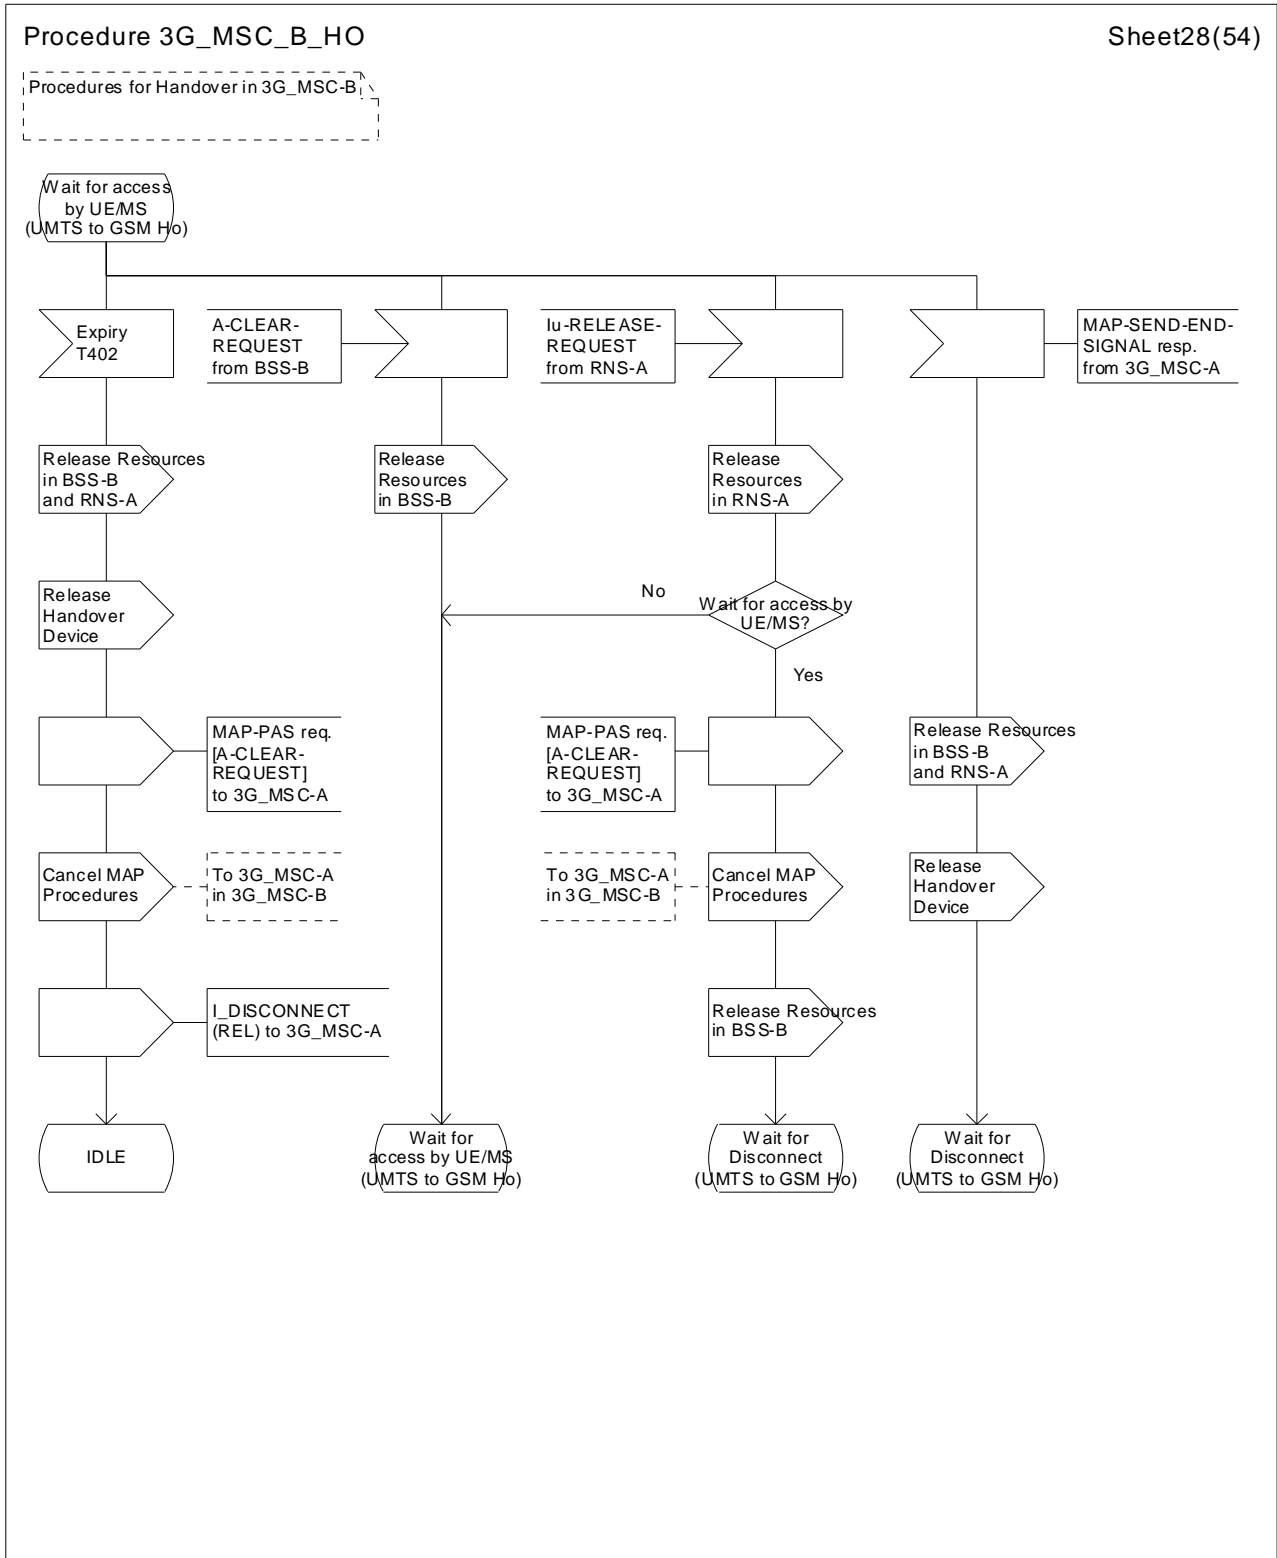 Procedure 3G_MSC_B_HO
Sheet28(54)
Procedures for Handover in 3G_MSC-B
Wait for access
by UE/MS
(UMTS to GSM Ho)
Expiry
T402
A-CLEAR-
REQUEST
from BSS-B
Iu-RELEASE-
REQUEST
from RNS-A
MAP-SEND-END-
SIGNAL resp.
from 3G_MSC-A
Release Resources
in BSS-B
and RNS-A
Release
Resources
in BSS-B
Release
Resources
in RNS-A
Release
Handover
Device
No
Wait for access by
UE/MS?
Yes
MAP-PAS req.
[A-CLEAR-
REQUEST]
to 3G_MSC-A
MAP-PAS req.
[A-CLEAR-
REQUEST]
to 3G_MSC-A
Release Resources
in BSS-B
and RNS-A
Cancel MAP
Procedures
To 3G_MSC-A
in 3G_MSC-B
To 3G_MSC-A
in 3G_MSC-B
Cancel MAP
Procedures
Release
Handover
Device
I_DISCONNECT
(REL) to 3G_MSC-A
Release Resources
in BSS-B
IDLE
Wait for
access by UE/MS
(UMTS to GSM Ho)
Wait for
Disconnect
(UMTS to GSM Ho)
Wait for
Disconnect
(UMTS to GSM Ho)